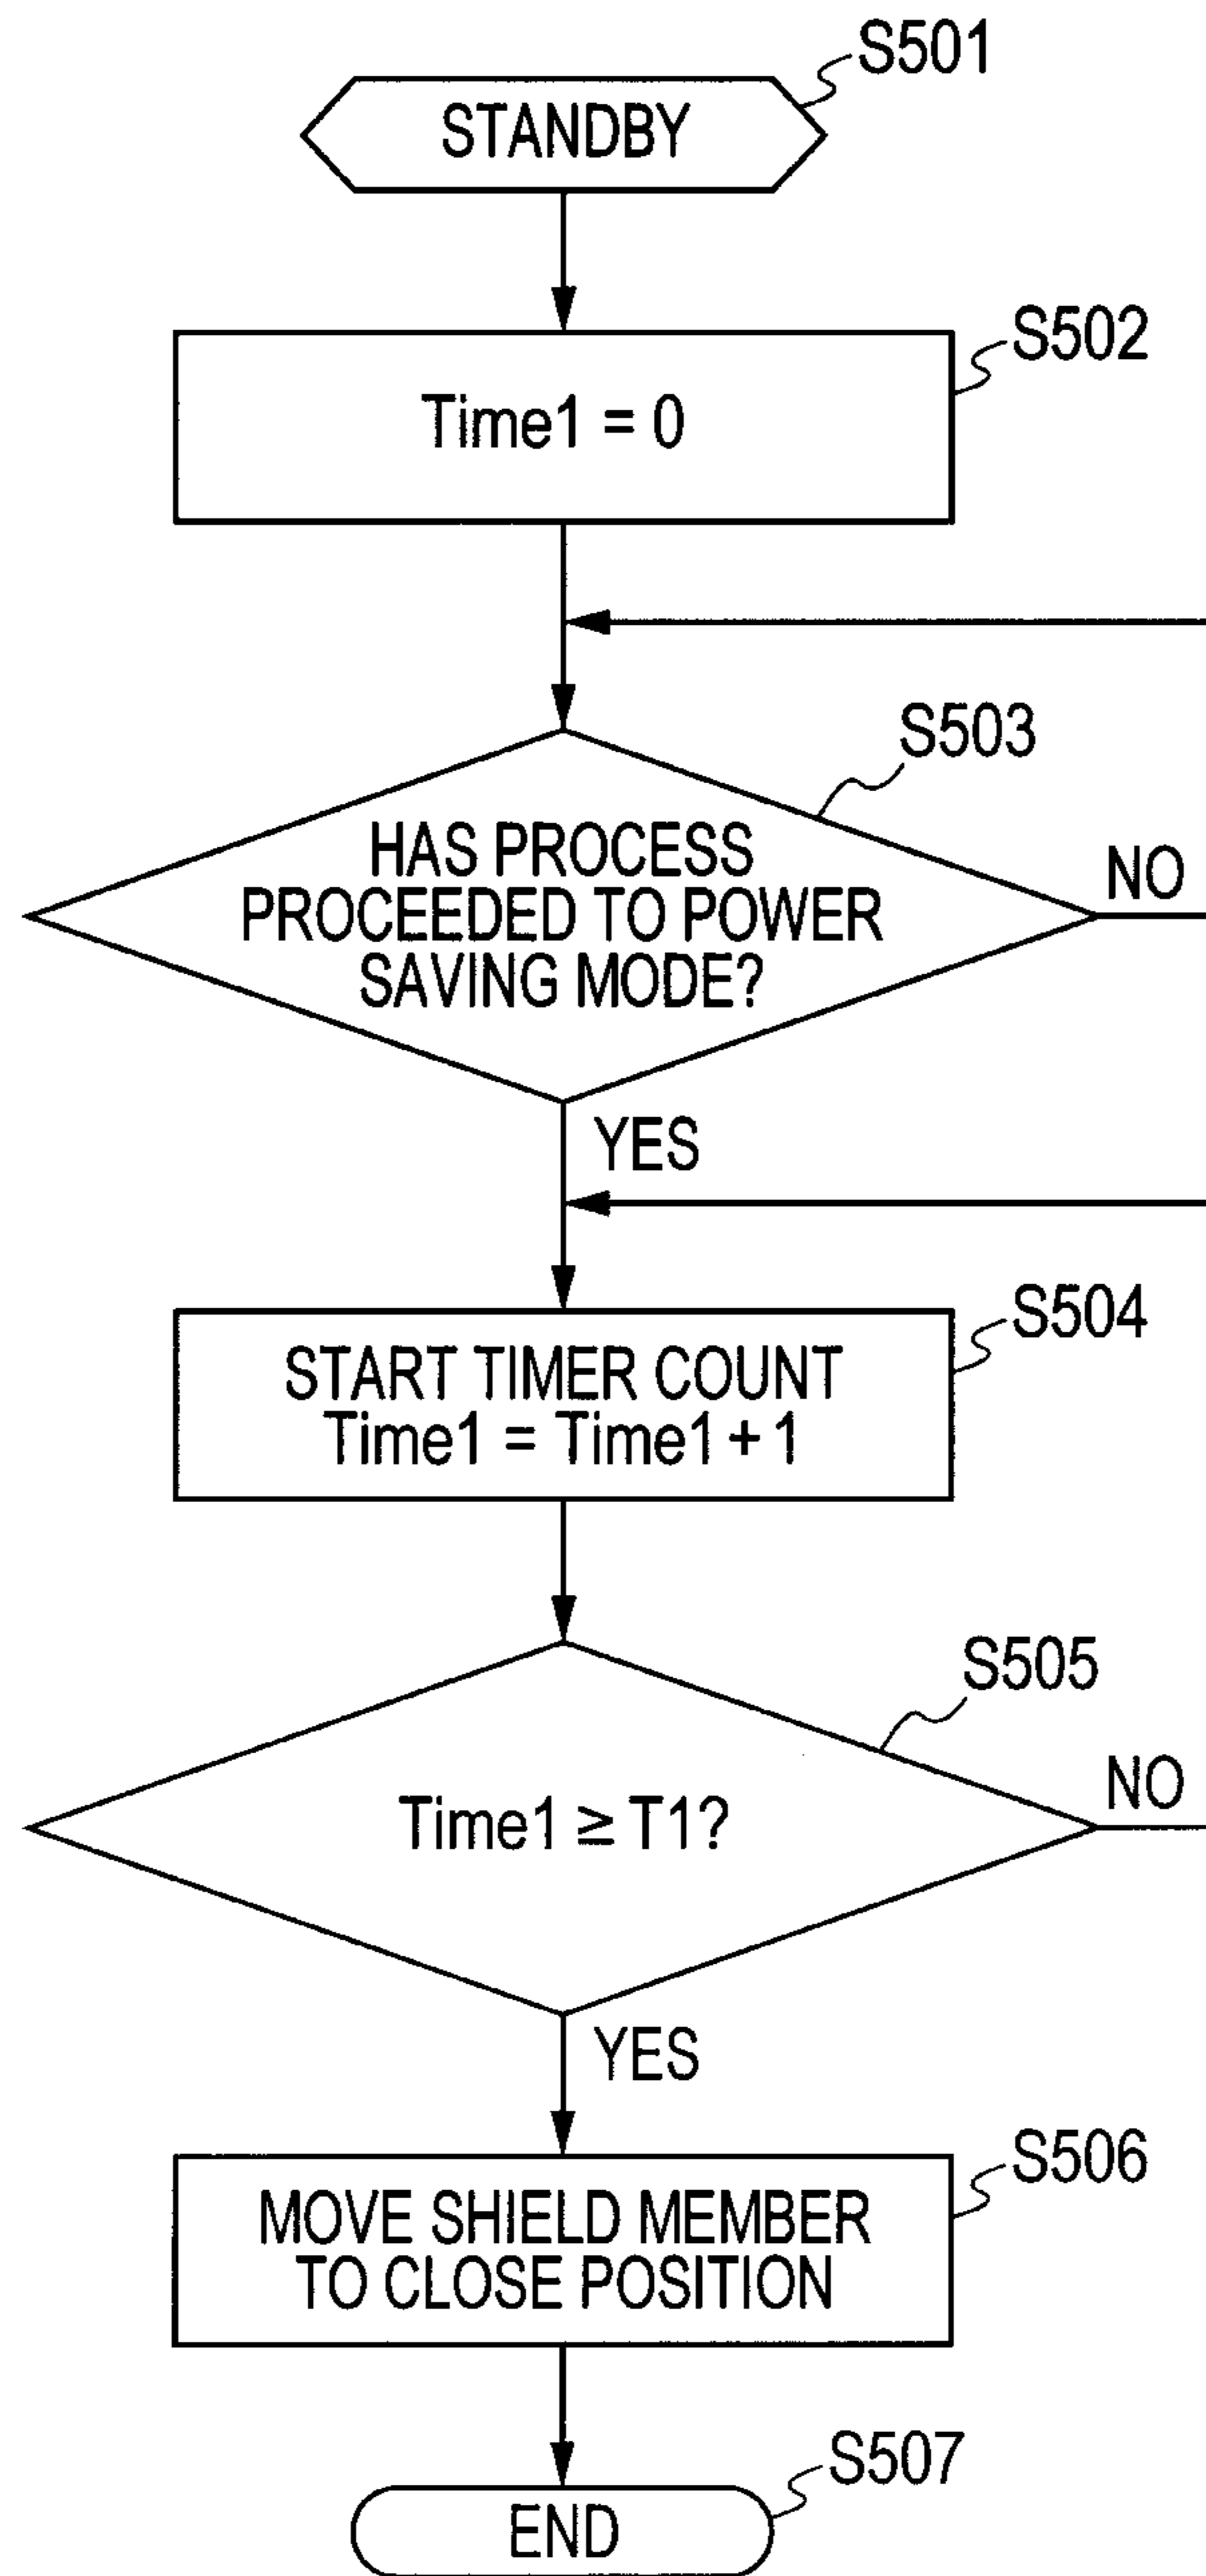 S501
STANDBY
S502
Time1 = 0
S503
HAS PROCESS
PROCEEDED TO POWER
SAVING MODE?
NO
YES
S504
START TIMER COUNT
Time1 = Time1 + 1
S505
Time1 ≥ T1?
NO
YES
S506
MOVE SHIELD MEMBER
TO CLOSE POSITION
S507
END